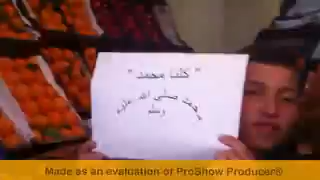 " كلنا محمد "
محمد صلى الله عليه
وسلم
Made as an evaluation of ProShow Producer®